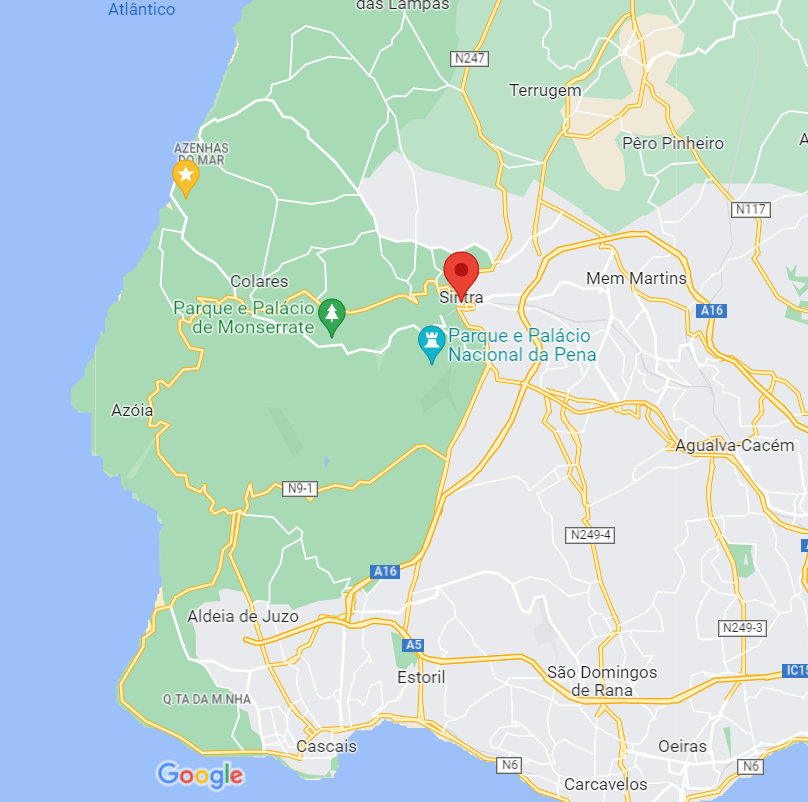 das Lampas
Atlântico
N247
Terrugem
Pêro Pinheiro
A
AZENHAS
DO MAR
N117
Colares
Mem Martins
Sintra
Parque e Palácio
de Monserrate
A16
Parque e Palácio
Nacional da Pena
Azóia
Agualva-Cacém
N9-1
N249-4
A16
Aldeia de Juzo
N249-3
A5
Estoril
São Domingos
de Rana
IC15
Q.TA DA M.NHA
Cascais
Oeiras
N6
N6
Google
Carcavelos